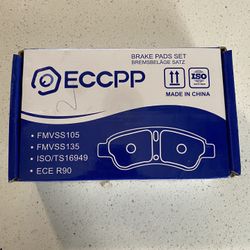 ECCPP
BRAKE PADS SET
BREMSBELÄGE SATZ
ISO
MADE IN CHINA
• FMVSS105
• FMVSS135
• ISO/TS16949
• ECE R90